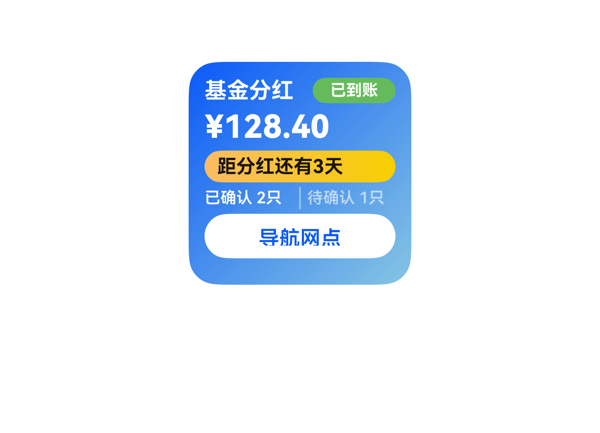 基金分红
已到账
¥128.40
距分红还有3天
已确认 2只
待确认 1只
导航网点